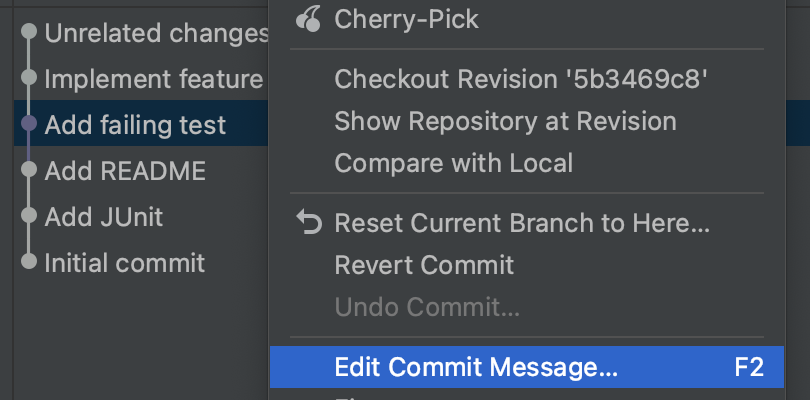 Unrelated changes
Implement feature
Add failing test
Add README
Add JUnit
Initial commit
Cherry-Pick
Checkout Revision '5b3469c8'
Show Repository at Revision
Compare with Local
Reset Current Branch to Here...
Revert Commit
Undo Commit...
Edit Commit Message... F2